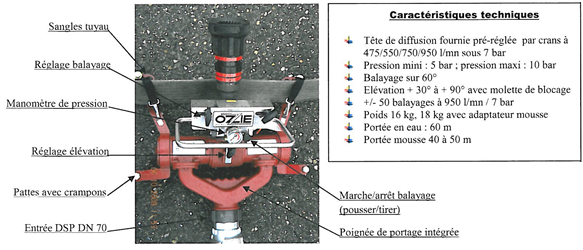 Sangles tuyau
Réglage balayage
Manomètre de pression
Réglage élévation
Pattes avec crampons
Entrée DSP DN 70
OZZIE
Marche/arrêt balayage
(pousser/tirer)
Poignée de portage intégrée
Caractéristiques techniques
Tête de diffusion fournie pré-réglée par crans à
475/550/750/950 l/mn sous 7 bar
Pression mini : 5 bar ; pression maxi : 10 bar
Balayage sur 60°
Elévation + 30° à + 90° avec molette de blocage
+/- 50 balayages à 950 l/mn / 7 bar
Poids 16 kg, 18 kg avec adaptateur mousse
Portée en eau : 60 m
Portée mousse 40 à 50 m